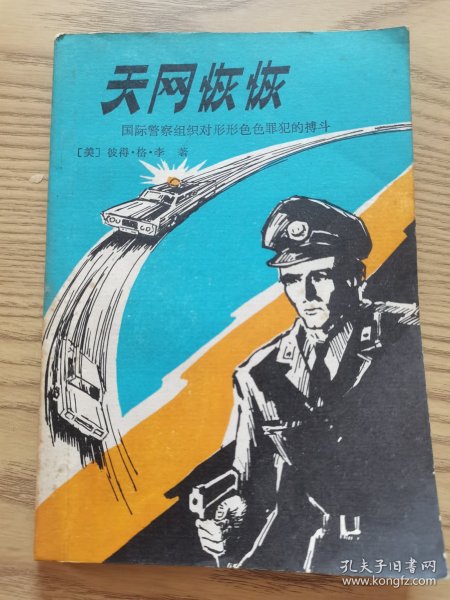 天网恢恢
国际警察组织对形形色色罪犯的搏斗
[美] 彼得·格·李 著
孔夫子旧书网
www.kongfz.com